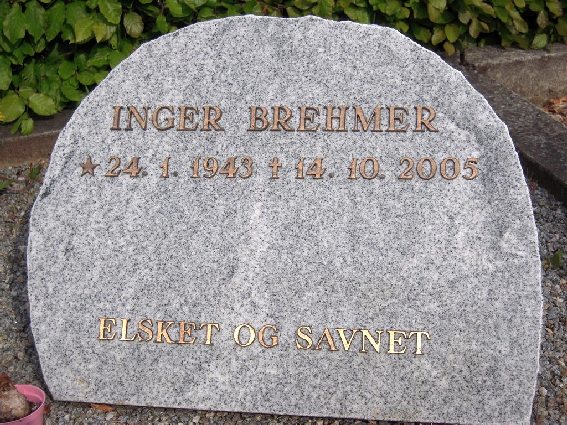 INGER BREHMER
★ 24. 1. 1943 ✝ 14. 10. 2005
ELSKET OG SAVNET